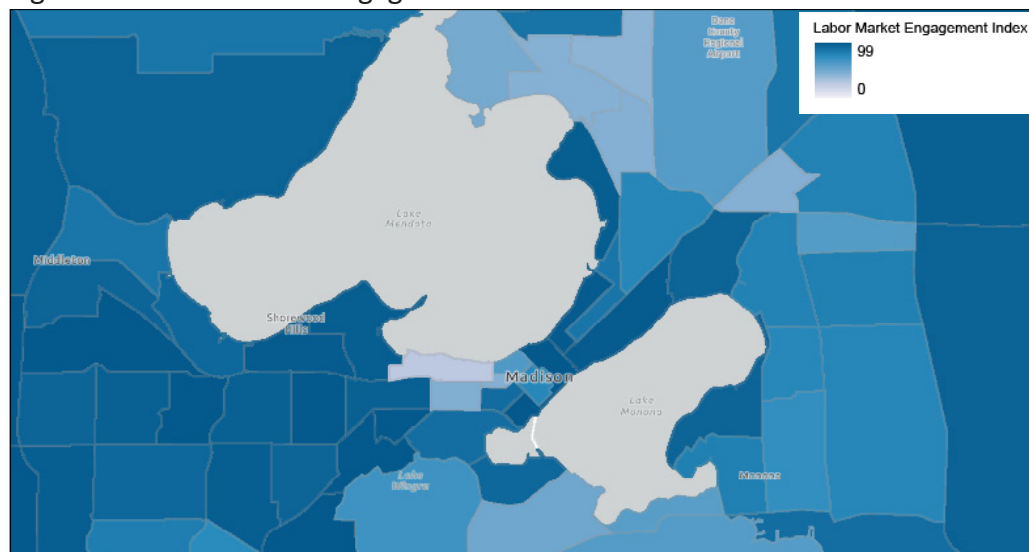 Dane
County
Regional
Airport
Labor Market Engagement Index
99
0
Lake
Mendota
Middleton
Shorewood
Hills
Madison
Lake
Monona
Lake
Wingra
Monona